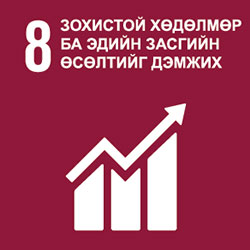 8 ЗОХИСТОЙ ХӨДӨЛМӨР
БА ЭДИЙН ЗАСГИЙН
ӨСӨЛТИЙГ ДЭМЖИХ